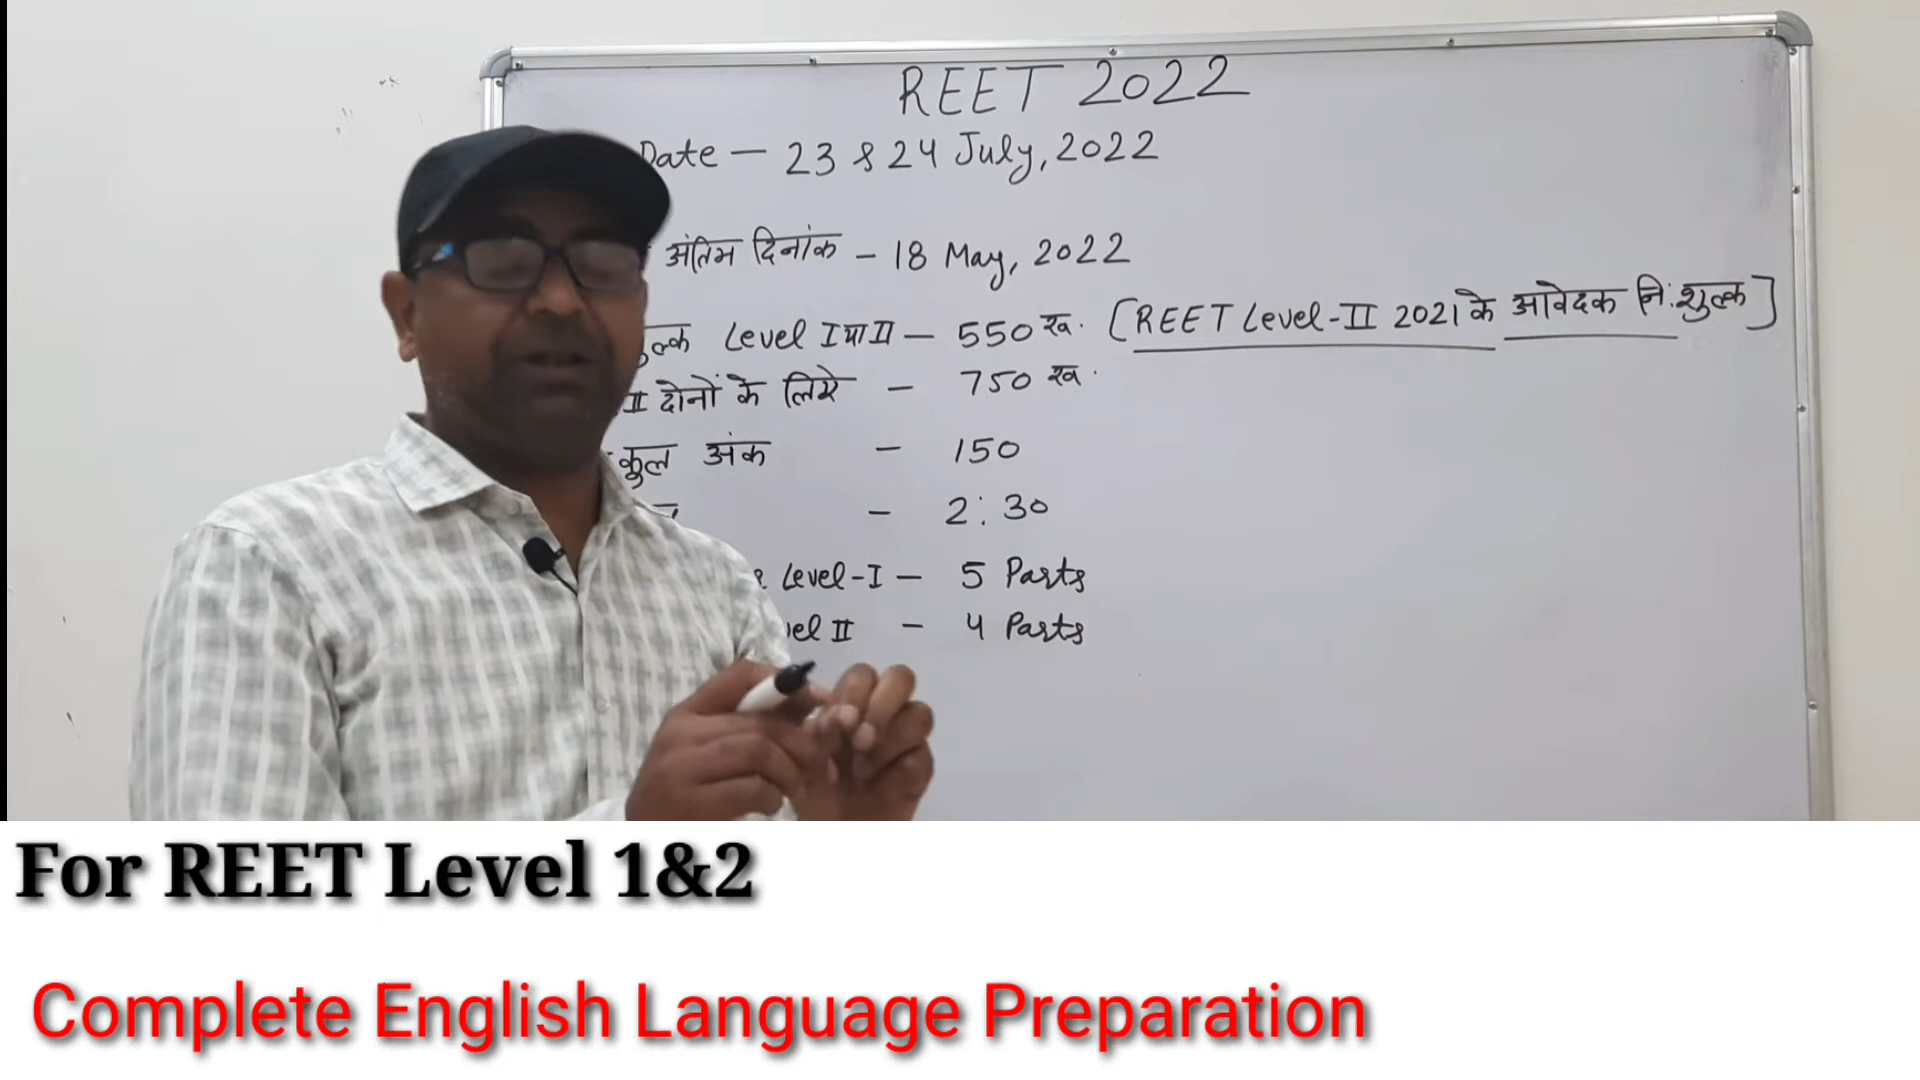 REET 2022
Date - 23 & 24 July, 2022
अंतिम दिनांक - 18 May, 2022
Level I या II - 550 रु. [REET Level-II 2021 के आवेदक नि:शुल्क]
II दोनों के लिये - 750 रु.
कुल अंक - 150
- 2:30
Level-I - 5 Parts
II - 4 Parts
For REET Level 1&2
Complete English Language Preparation